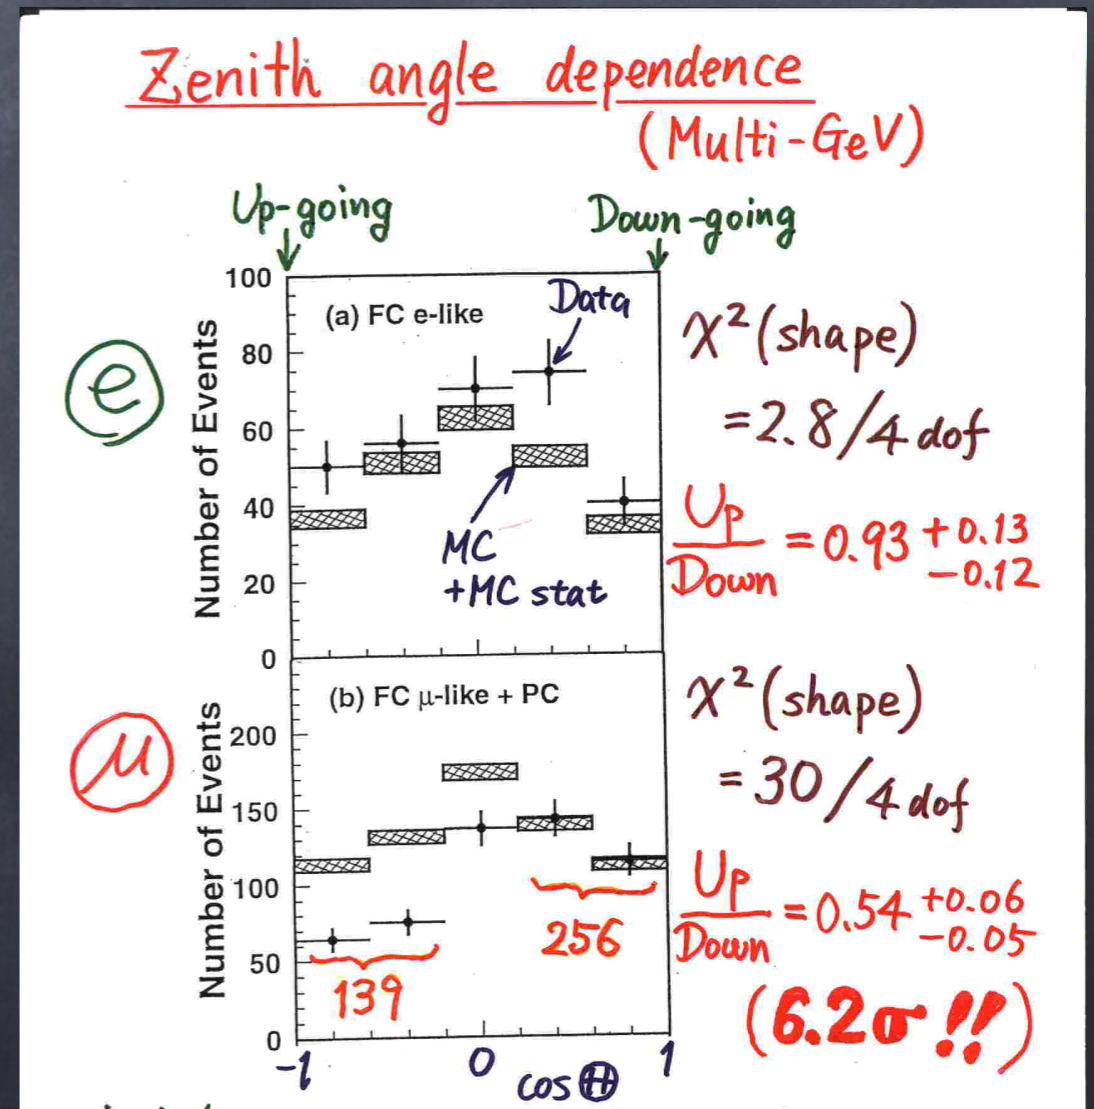 Zenith angle dependence
(Multi-GeV)
Up-going
Down-going
100
80
60
40
20
0
Number of Events
(a) FC e-like
Data
MC
+MC stat
e
χ² (shape)
= 2.8 / 4 dof
Up/Down = 0.93 +0.13 -0.12
(b) FC μ-like + PC
200
150
100
50
0
Number of Events
μ
139
256
χ² (shape)
= 30 / 4 dof
Up/Down = 0.54 +0.06 -0.05
(6.2σ !!)
-1 0 1
cos Θ